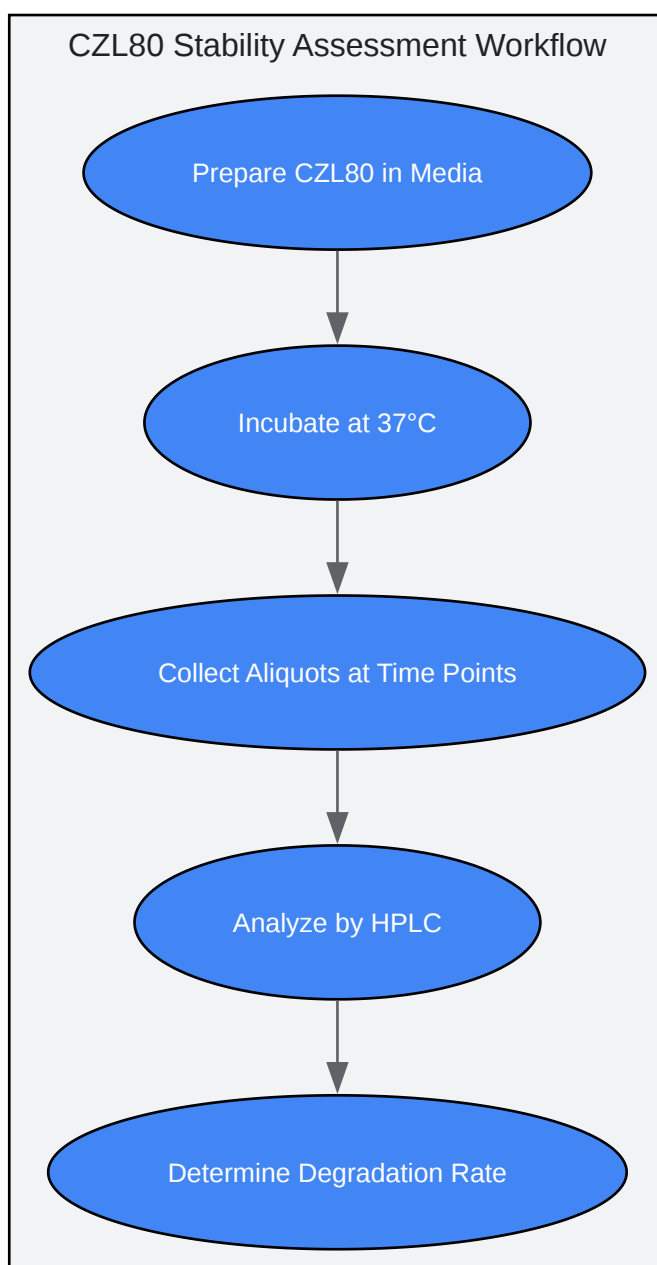 CZL80 Stability Assessment Workflow
Prepare CZL80 in Media
Incubate at 37°C
Collect Aliquots at Time Points
Analyze by HPLC
Determine Degradation Rate